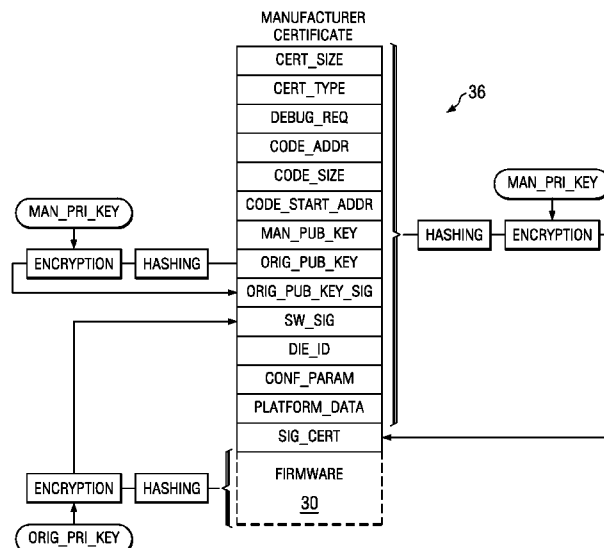 MANUFACTURER
CERTIFICATE
CERT_SIZE
CERT_TYPE
DEBUG_REQ
CODE_ADDR
CODE_SIZE
CODE_START_ADDR
MAN_PUB_KEY
ORIG_PUB_KEY
ORIG_PUB_KEY_SIG
SW_SIG
DIE_ID
CONF_PARAM
PLATFORM_DATA
SIG_CERT
FIRMWARE
30
MAN_PRI_KEY
ENCRYPTION
HASHING
ENCRYPTION
HASHING
ORIG_PRI_KEY
36
MAN_PRI_KEY
HASHING
ENCRYPTION